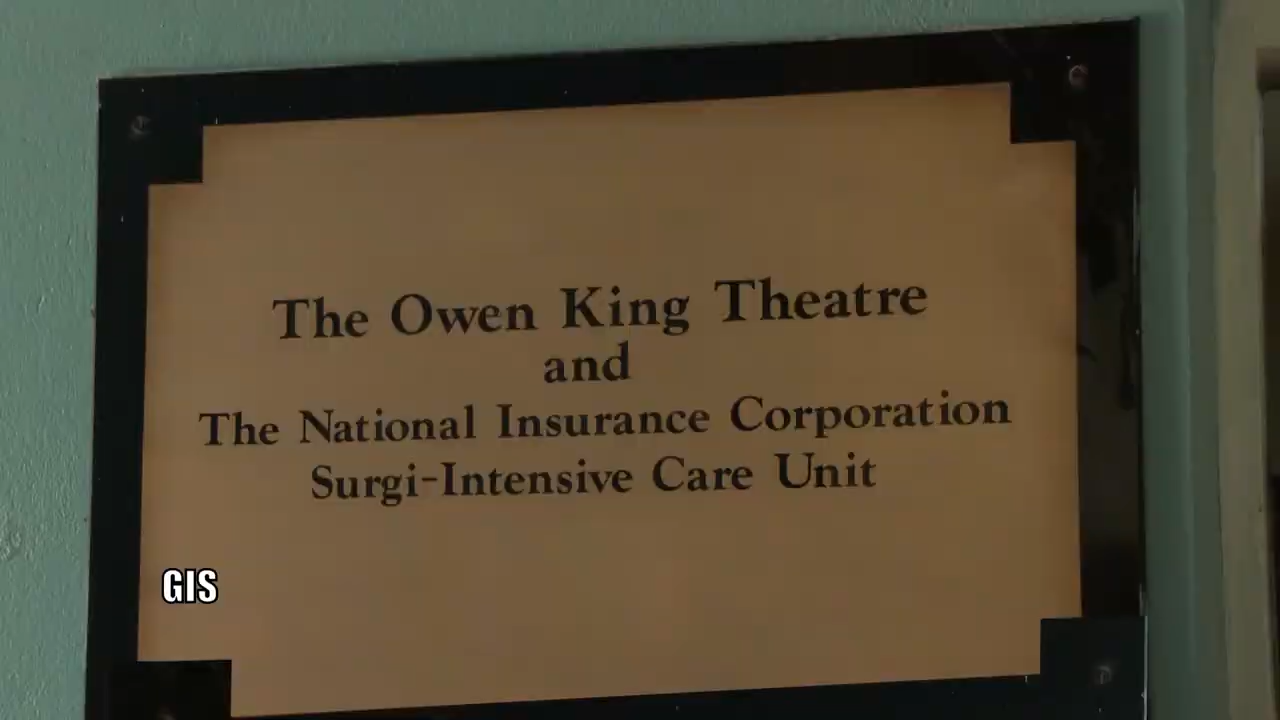 The Owen King Theatre
and
The National Insurance Corporation
Surgi-Intensive Care Unit
GIS